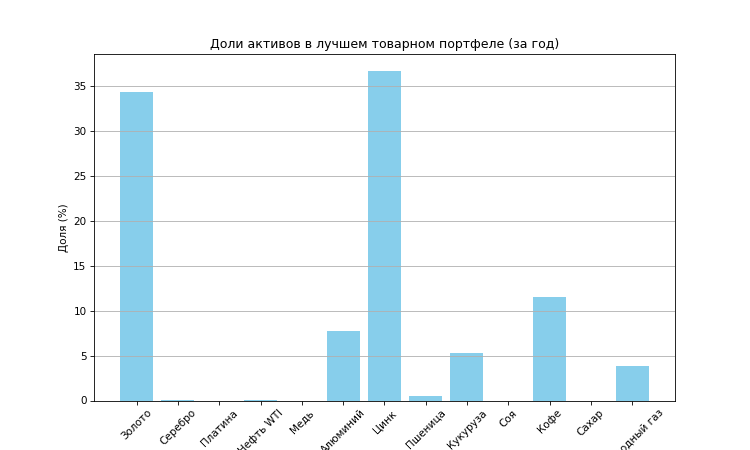 Доли активов в лучшем товарном портфеле (за год)
Доля (%)
35
30
25
20
15
10
5
0
Золото
Серебро
Платина
Нефть WTI
Медь
Алюминий
Цинк
Пшеница
Кукуруза
Соя
Кофе
Сахар
газ